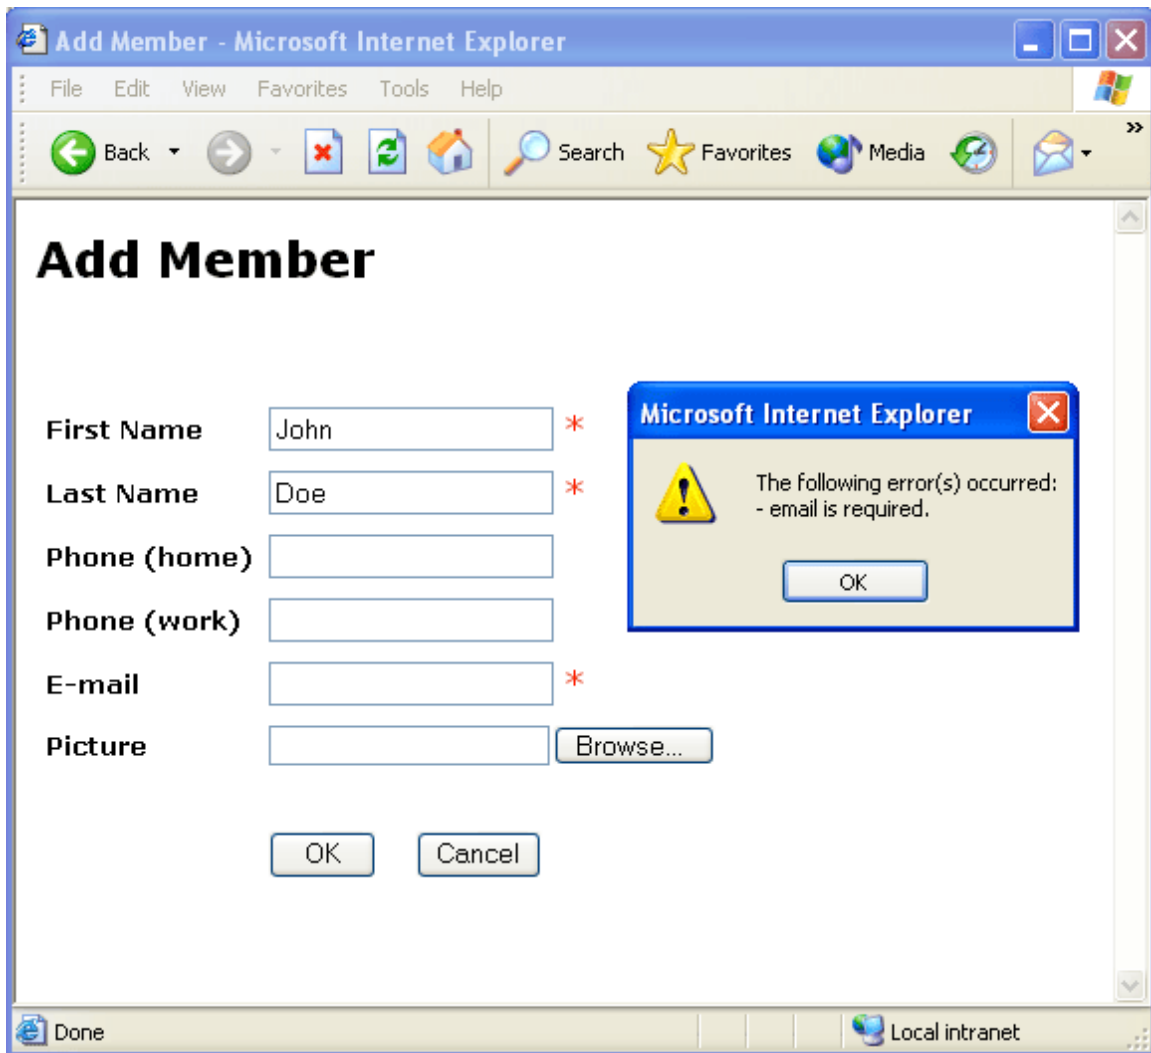 Add Member - Microsoft Internet Explorer
File Edit View Favorites Tools Help
Back Search Favorites Media »
Add Member
First Name John *
Last Name Doe *
Phone (home)
Phone (work)
E-mail *
Picture Browse...
OK Cancel
Microsoft Internet Explorer
The following error(s) occurred:
- email is required.
OK
Done Local intranet